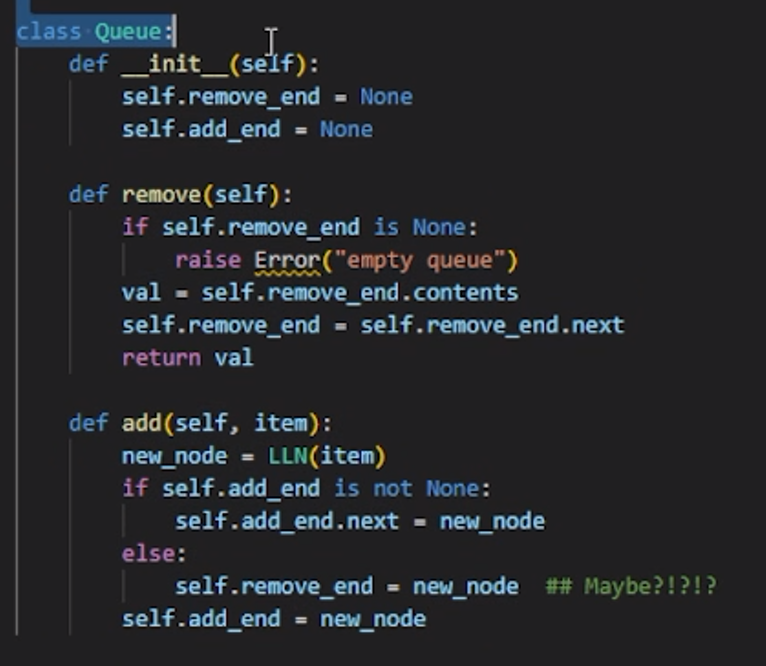 class Queue:
    def __init__(self):
        self.remove_end = None
        self.add_end = None

    def remove(self):
        if self.remove_end is None:
            raise Error("empty queue")
        val = self.remove_end.contents
        self.remove_end = self.remove_end.next
        return val

    def add(self, item):
        new_node = LLN(item)
        if self.add_end is not None:
            self.add_end.next = new_node
        else:
            self.remove_end = new_node  ## Maybe?!?!?
        self.add_end = new_node